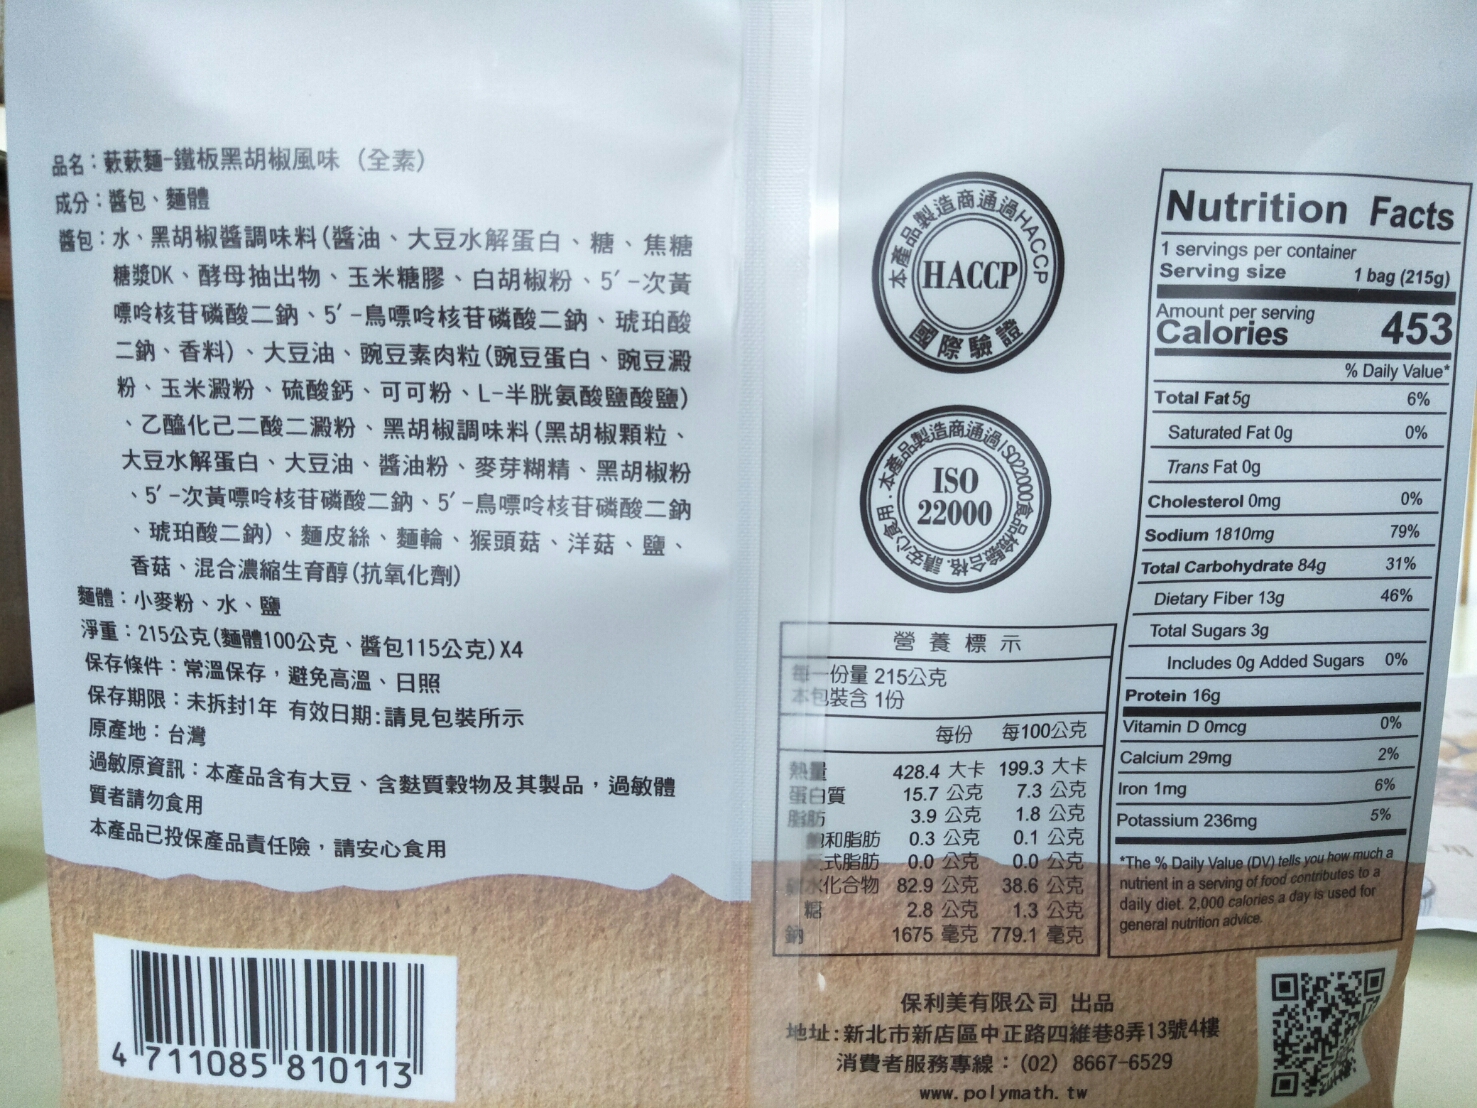 品名：蔌蔌麵-鐵板黑胡椒風味（全素）
成分：醬包、麵體
醬包：水、黑胡椒醬調味料(醬油、大豆水解蛋白、糖、焦糖
糖漿DK、酵母抽出物、玉米糖膠、白胡椒粉、5′-次黃
嘌呤核苷磷酸二鈉、5′-鳥嘌呤核苷磷酸二鈉、琥珀酸
二鈉、香料)、大豆油、豌豆素肉粒(豌豆蛋白、豌豆澱
粉、玉米澱粉、硫酸鈣、可可粉、L-半胱氨酸鹽酸鹽)
、乙醯化己二酸二澱粉、黑胡椒調味料(黑胡椒顆粒、
大豆水解蛋白、大豆油、醬油粉、麥芽糊精、黑胡椒粉
、5′-次黃嘌呤核苷磷酸二鈉、5′-鳥嘌呤核苷磷酸二鈉
、琥珀酸二鈉)、麵皮絲、麵輪、猴頭菇、洋菇、鹽、
香菇、混合濃縮生育醇(抗氧化劑)
麵體：小麥粉、水、鹽
淨重：215公克(麵體100公克、醬包115公克)X4
保存條件：常溫保存，避免高溫、日照
保存期限：未拆封1年 有效日期:請見包裝所示
原產地：台灣
過敏原資訊：本產品含有大豆、含麩質穀物及其製品，過敏體
質者請勿食用
本產品已投保產品責任險，請安心食用
4 711085 810113
本產品製造商通過HACCP
HACCP
國際驗證
本產品製造商通過ISO22000食品檢驗合格．請安心食用．
ISO
22000
營養標示
每一份量 215公克
本包裝含 1份
每份 每100公克
熱量 428.4 大卡 199.3 大卡
蛋白質 15.7 公克 7.3 公克
脂肪 3.9 公克 1.8 公克
飽和脂肪 0.3 公克 0.1 公克
反式脂肪 0.0 公克 0.0 公克
碳水化合物 82.9 公克 38.6 公克
糖 2.8 公克 1.3 公克
鈉 1675 毫克 779.1 毫克
Nutrition Facts
1 servings per container
Serving size 1 bag (215g)
Amount per serving
Calories 453
% Daily Value*
Total Fat 5g 6%
Saturated Fat 0g 0%
Trans Fat 0g
Cholesterol 0mg 0%
Sodium 1810mg 79%
Total Carbohydrate 84g 31%
Dietary Fiber 13g 46%
Total Sugars 3g
Includes 0g Added Sugars 0%
Protein 16g
Vitamin D 0mcg 0%
Calcium 29mg 2%
Iron 1mg 6%
Potassium 236mg 5%
*The % Daily Value (DV) tells you how much a
nutrient in a serving of food contributes to a
daily diet. 2,000 calories a day is used for
general nutrition advice.
保利美有限公司 出品
地址:新北市新店區中正路四維巷8弄13號4樓
消費者服務專線：(02) 8667-6529
www.polymath.tw